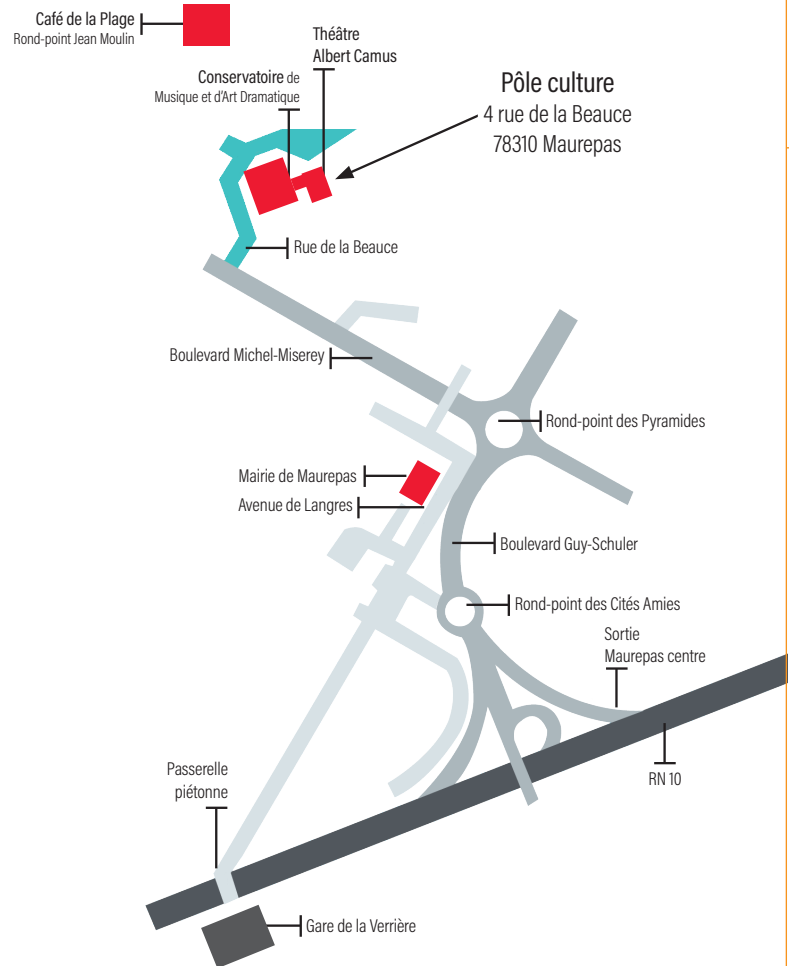 Café de la Plage
Rond-point Jean Moulin
Théâtre
Albert Camus
Conservatoire de
Musique et d'Art Dramatique
Pôle culture
4 rue de la Beauce
78310 Maurepas
Rue de la Beauce
Boulevard Michel-Miserey
Rond-point des Pyramides
Mairie de Maurepas
Avenue de Langres
Boulevard Guy-Schuler
Rond-point des Cités Amies
Sortie
Maurepas centre
Passerelle
piétonne
RN 10
Gare de la Verrière